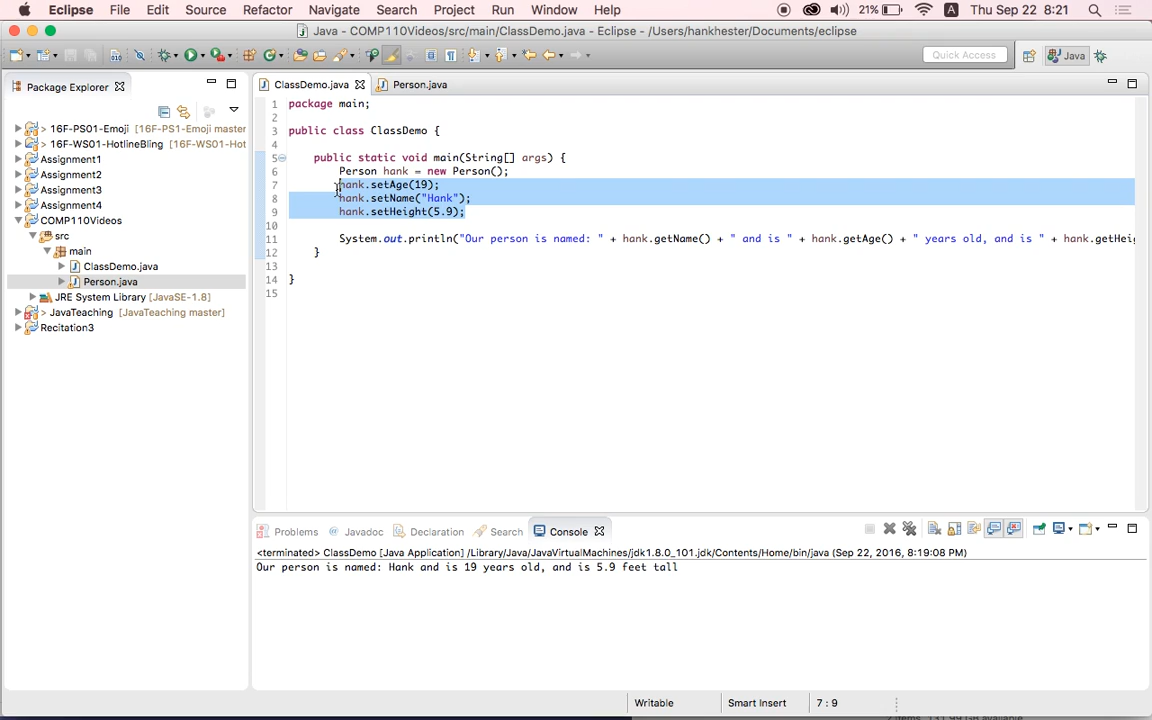 Eclipse File Edit Source Refactor Navigate Search Project Run Window Help 21% A Thu Sep 22 8:21
Java - COMP110Videos/src/main/ClassDemo.java - Eclipse - /Users/hankhester/Documents/eclipse
Quick Access Java
Package Explorer
ClassDemo.java Person.java
> 16F-PS01-Emoji [16F-PS1-Emoji master
> 16F-WS01-HotlineBling [16F-WS01-Hot
Assignment1
Assignment2
Assignment3
Assignment4
COMP110Videos
src
main
ClassDemo.java
Person.java
JRE System Library [JavaSE-1.8]
> JavaTeaching [JavaTeaching master]
Recitation3
1 package main;
2
3 public class ClassDemo {
4
5 public static void main(String[] args) {
6 Person hank = new Person();
7 hank.setAge(19);
8 hank.setName("Hank");
9 hank.setHeight(5.9);
10
11 System.out.println("Our person is named: " + hank.getName() + " and is " + hank.getAge() + " years old, and is " + hank.getHei
12 }
13
14 }
15
Problems @ Javadoc Declaration Search Console
<terminated> ClassDemo [Java Application] /Library/Java/JavaVirtualMachines/jdk1.8.0_101.jdk/Contents/Home/bin/java (Sep 22, 2016, 8:19:08 PM)
Our person is named: Hank and is 19 years old, and is 5.9 feet tall
Writable Smart Insert 7 : 9